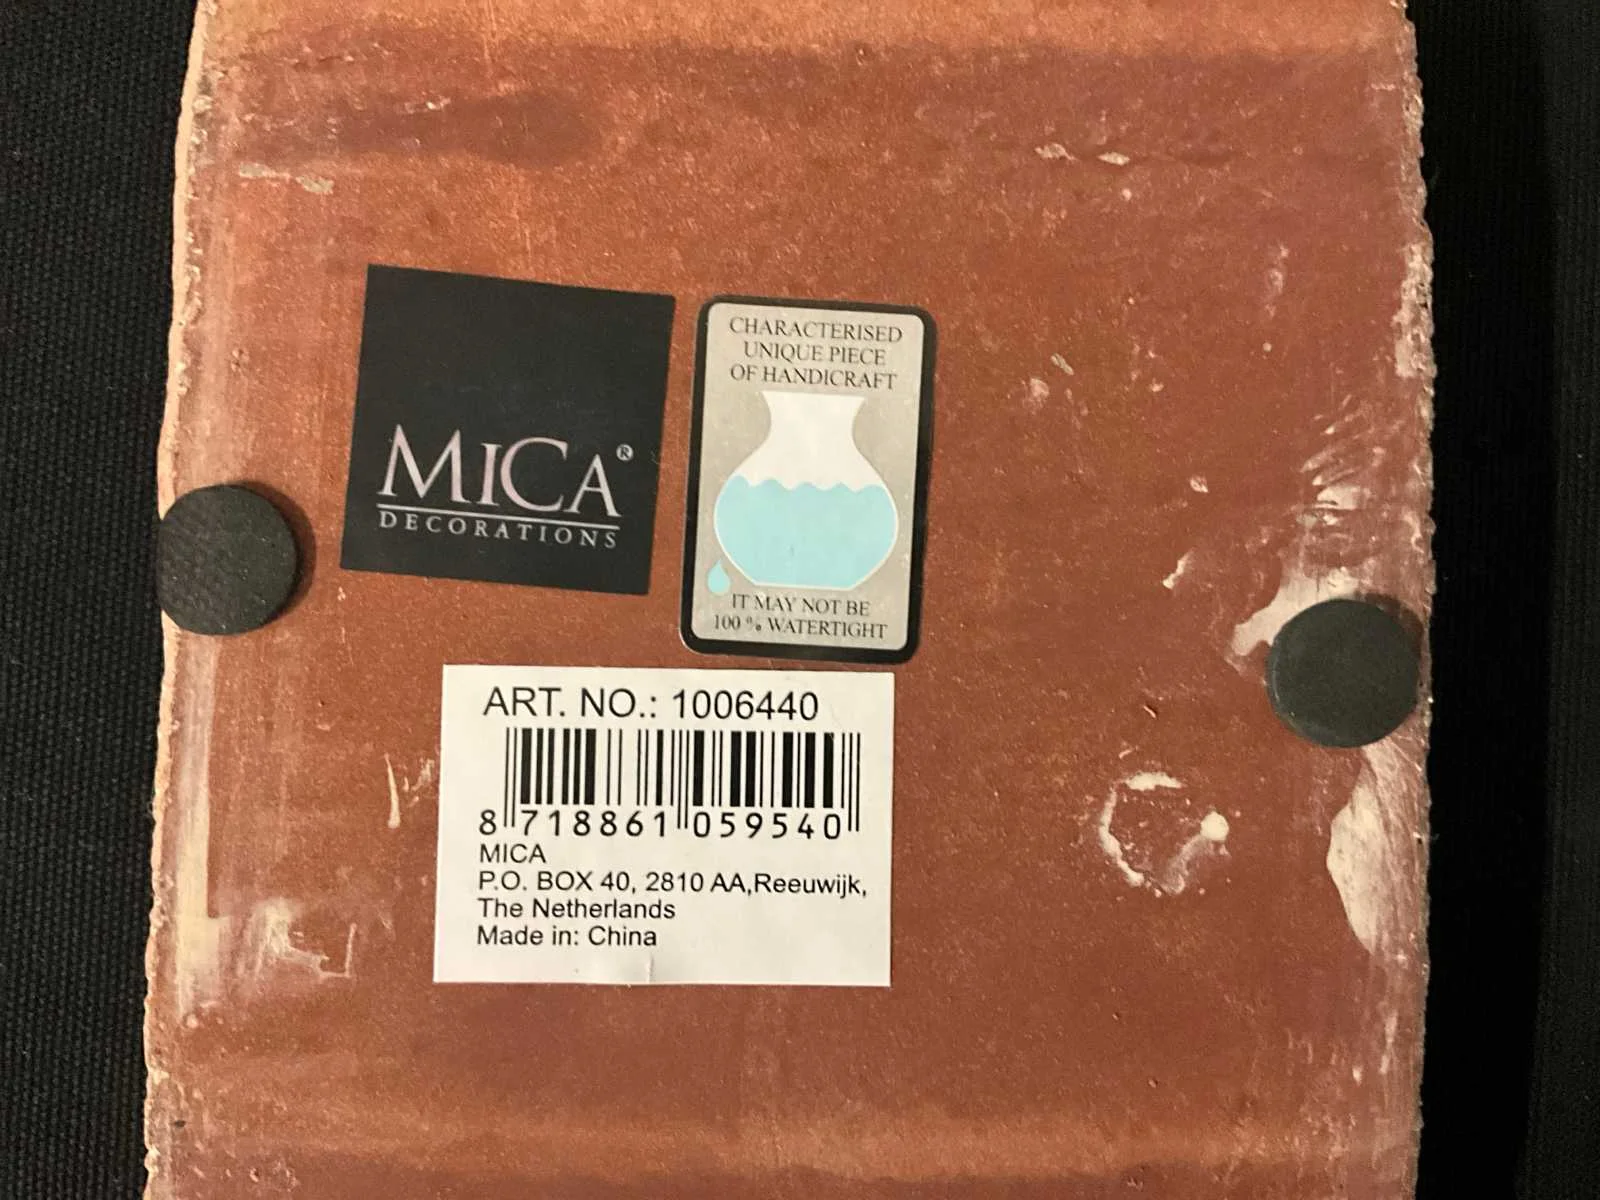 MICA®
DECORATIONS
CHARACTERISED
UNIQUE PIECE
OF HANDICRAFT
IT MAY NOT BE
100 % WATERTIGHT
ART. NO.: 1006440
8 718861 059540
MICA
P.O. BOX 40, 2810 AA,Reeuwijk,
The Netherlands
Made in: China